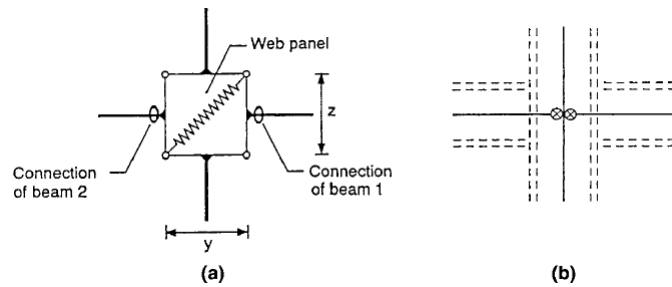 Web panel
z
Connection
of beam 2
Connection
of beam 1
y
(a)
(b)